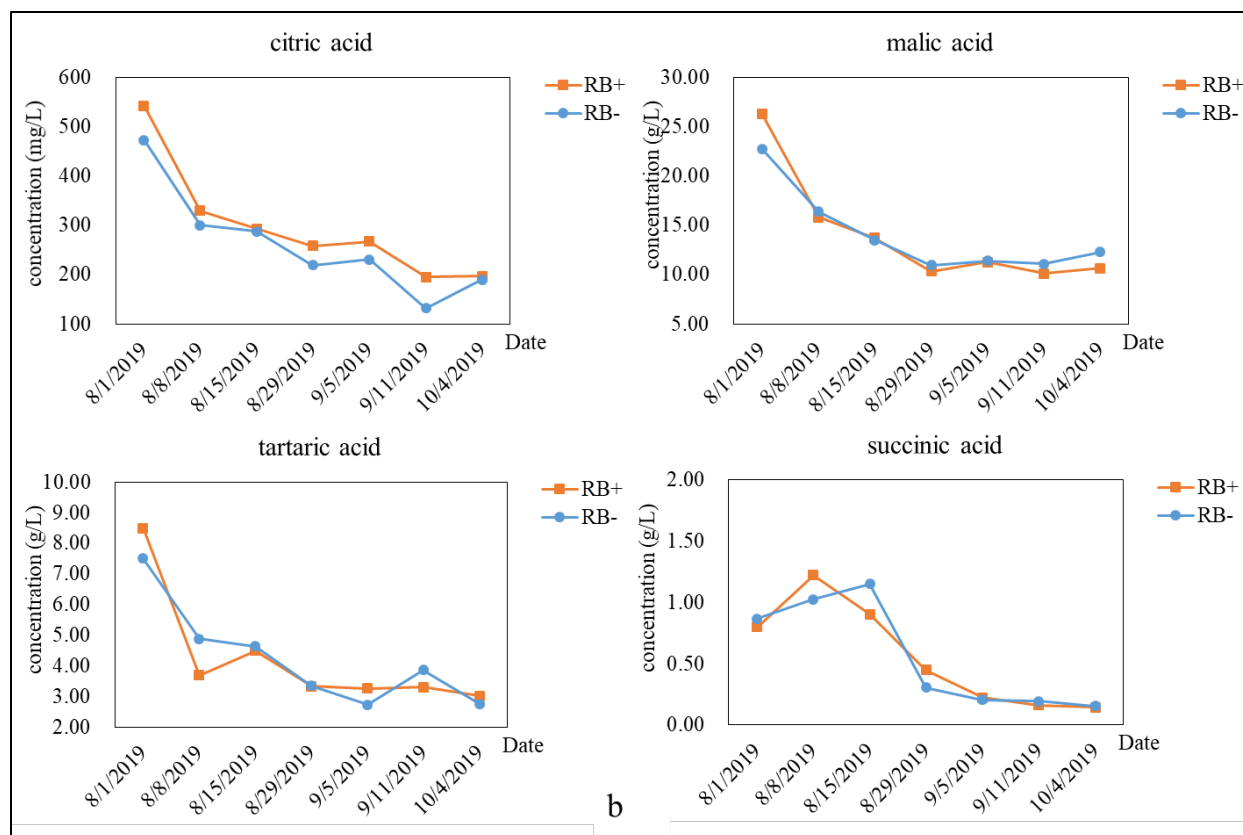 citric acid
concentration (mg/L)
600
500
400
300
200
100
RB+
RB-
8/1/2019
8/8/2019
8/15/2019
8/29/2019
9/5/2019
9/11/2019
10/4/2019
Date
malic acid
concentration (g/L)
30.00
25.00
20.00
15.00
10.00
5.00
RB+
RB-
8/1/2019
8/8/2019
8/15/2019
8/29/2019
9/5/2019
9/11/2019
10/4/2019
Date
tartaric acid
concentration (g/L)
10.00
9.00
8.00
7.00
6.00
5.00
4.00
3.00
2.00
RB+
RB-
8/1/2019
8/8/2019
8/15/2019
8/29/2019
9/5/2019
9/11/2019
10/4/2019
Date
succinic acid
concentration (g/L)
2.00
1.50
1.00
0.50
0.00
RB+
RB-
8/1/2019
8/8/2019
8/15/2019
8/29/2019
9/5/2019
9/11/2019
10/4/2019
Date
b